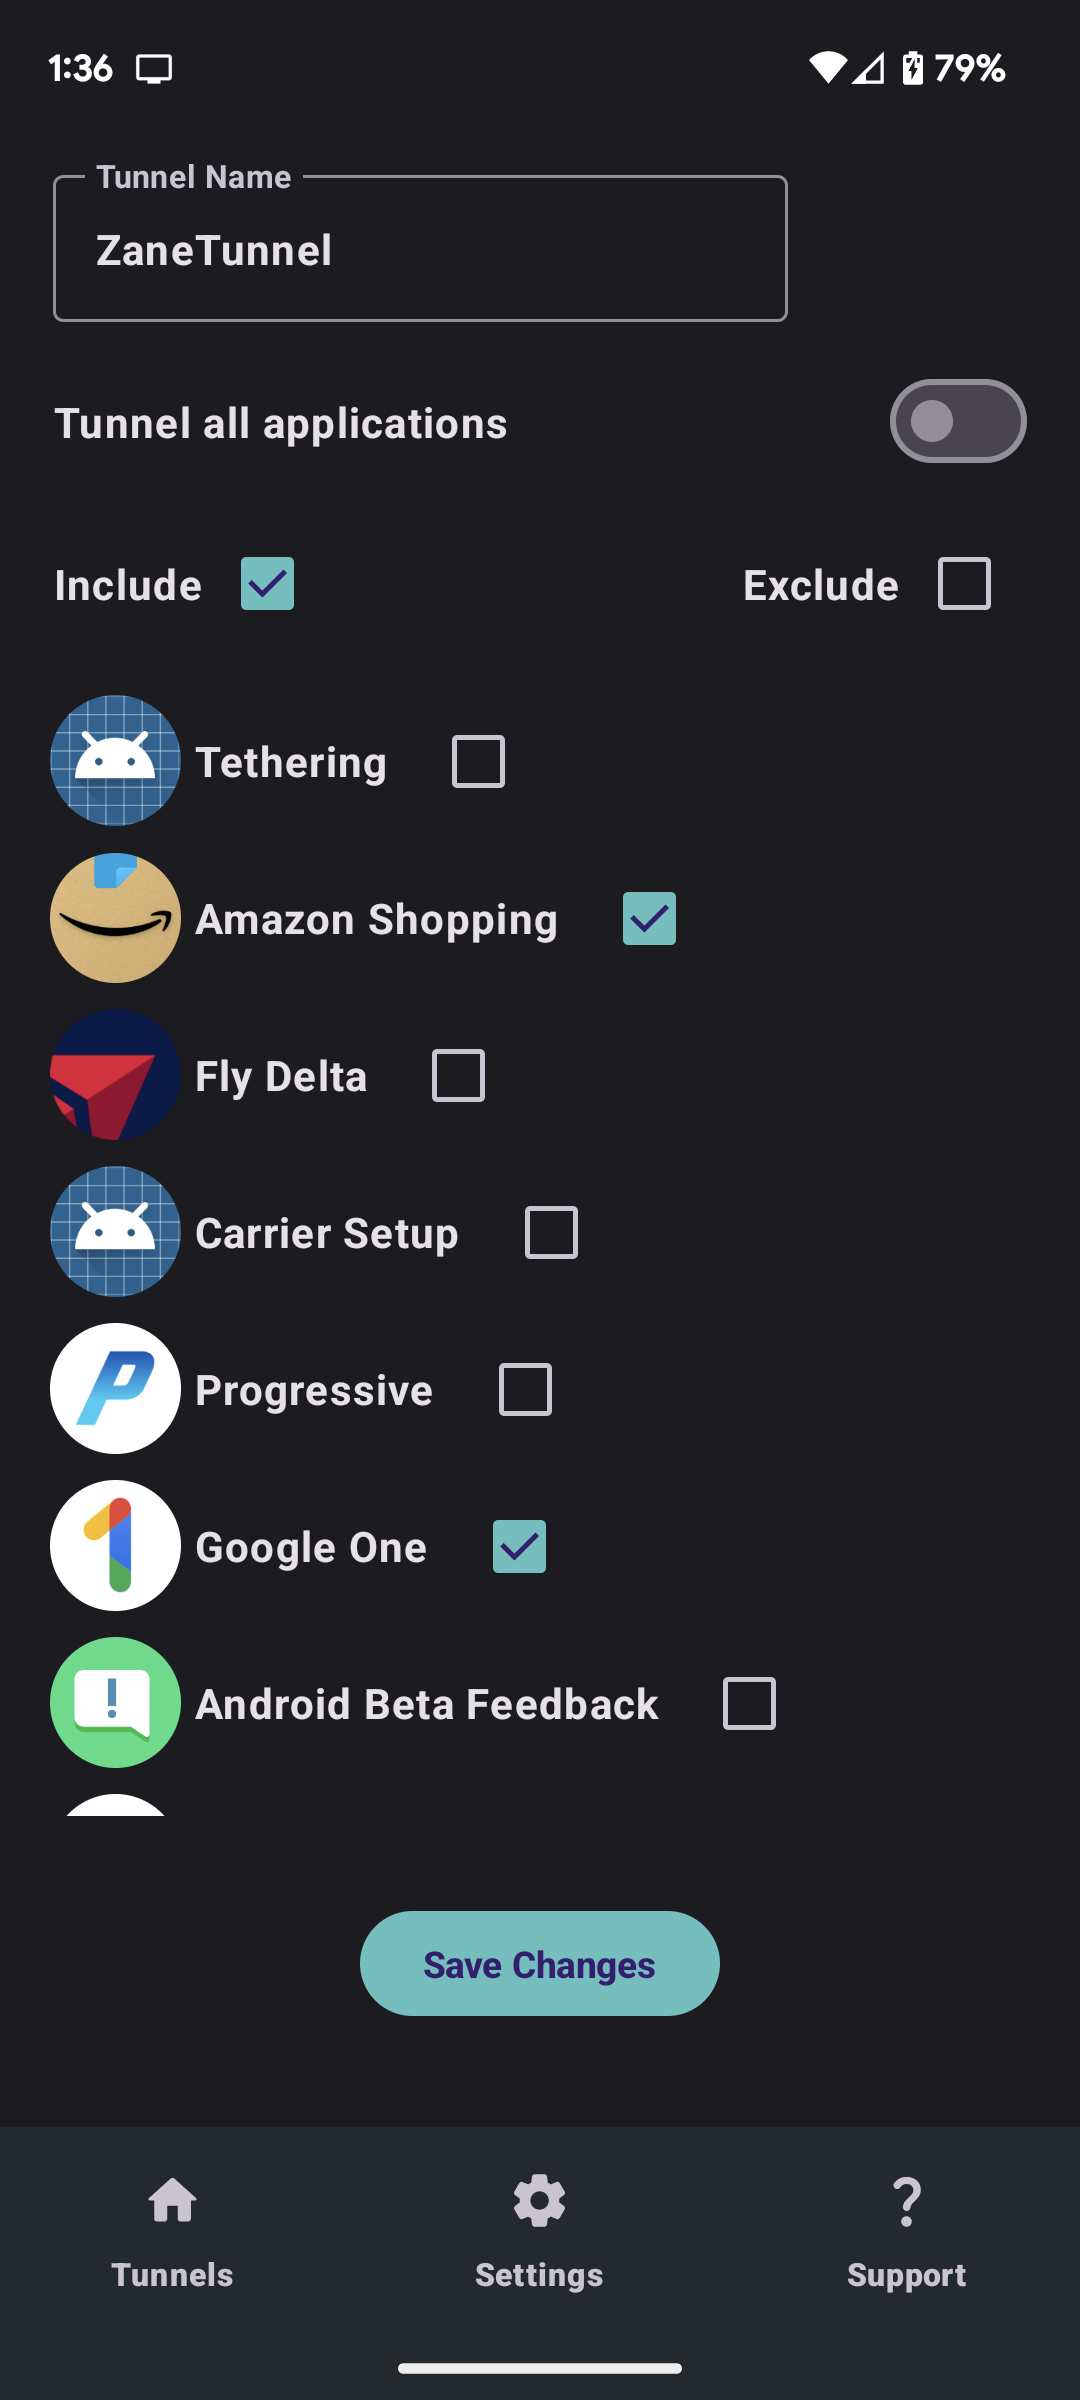 1:36
79%
Tunnel Name
ZaneTunnel
Tunnel all applications
Include
Exclude
Tethering
Amazon Shopping
Fly Delta
Carrier Setup
Progressive
Google One
Android Beta Feedback
Save Changes
Tunnels
Settings
Support